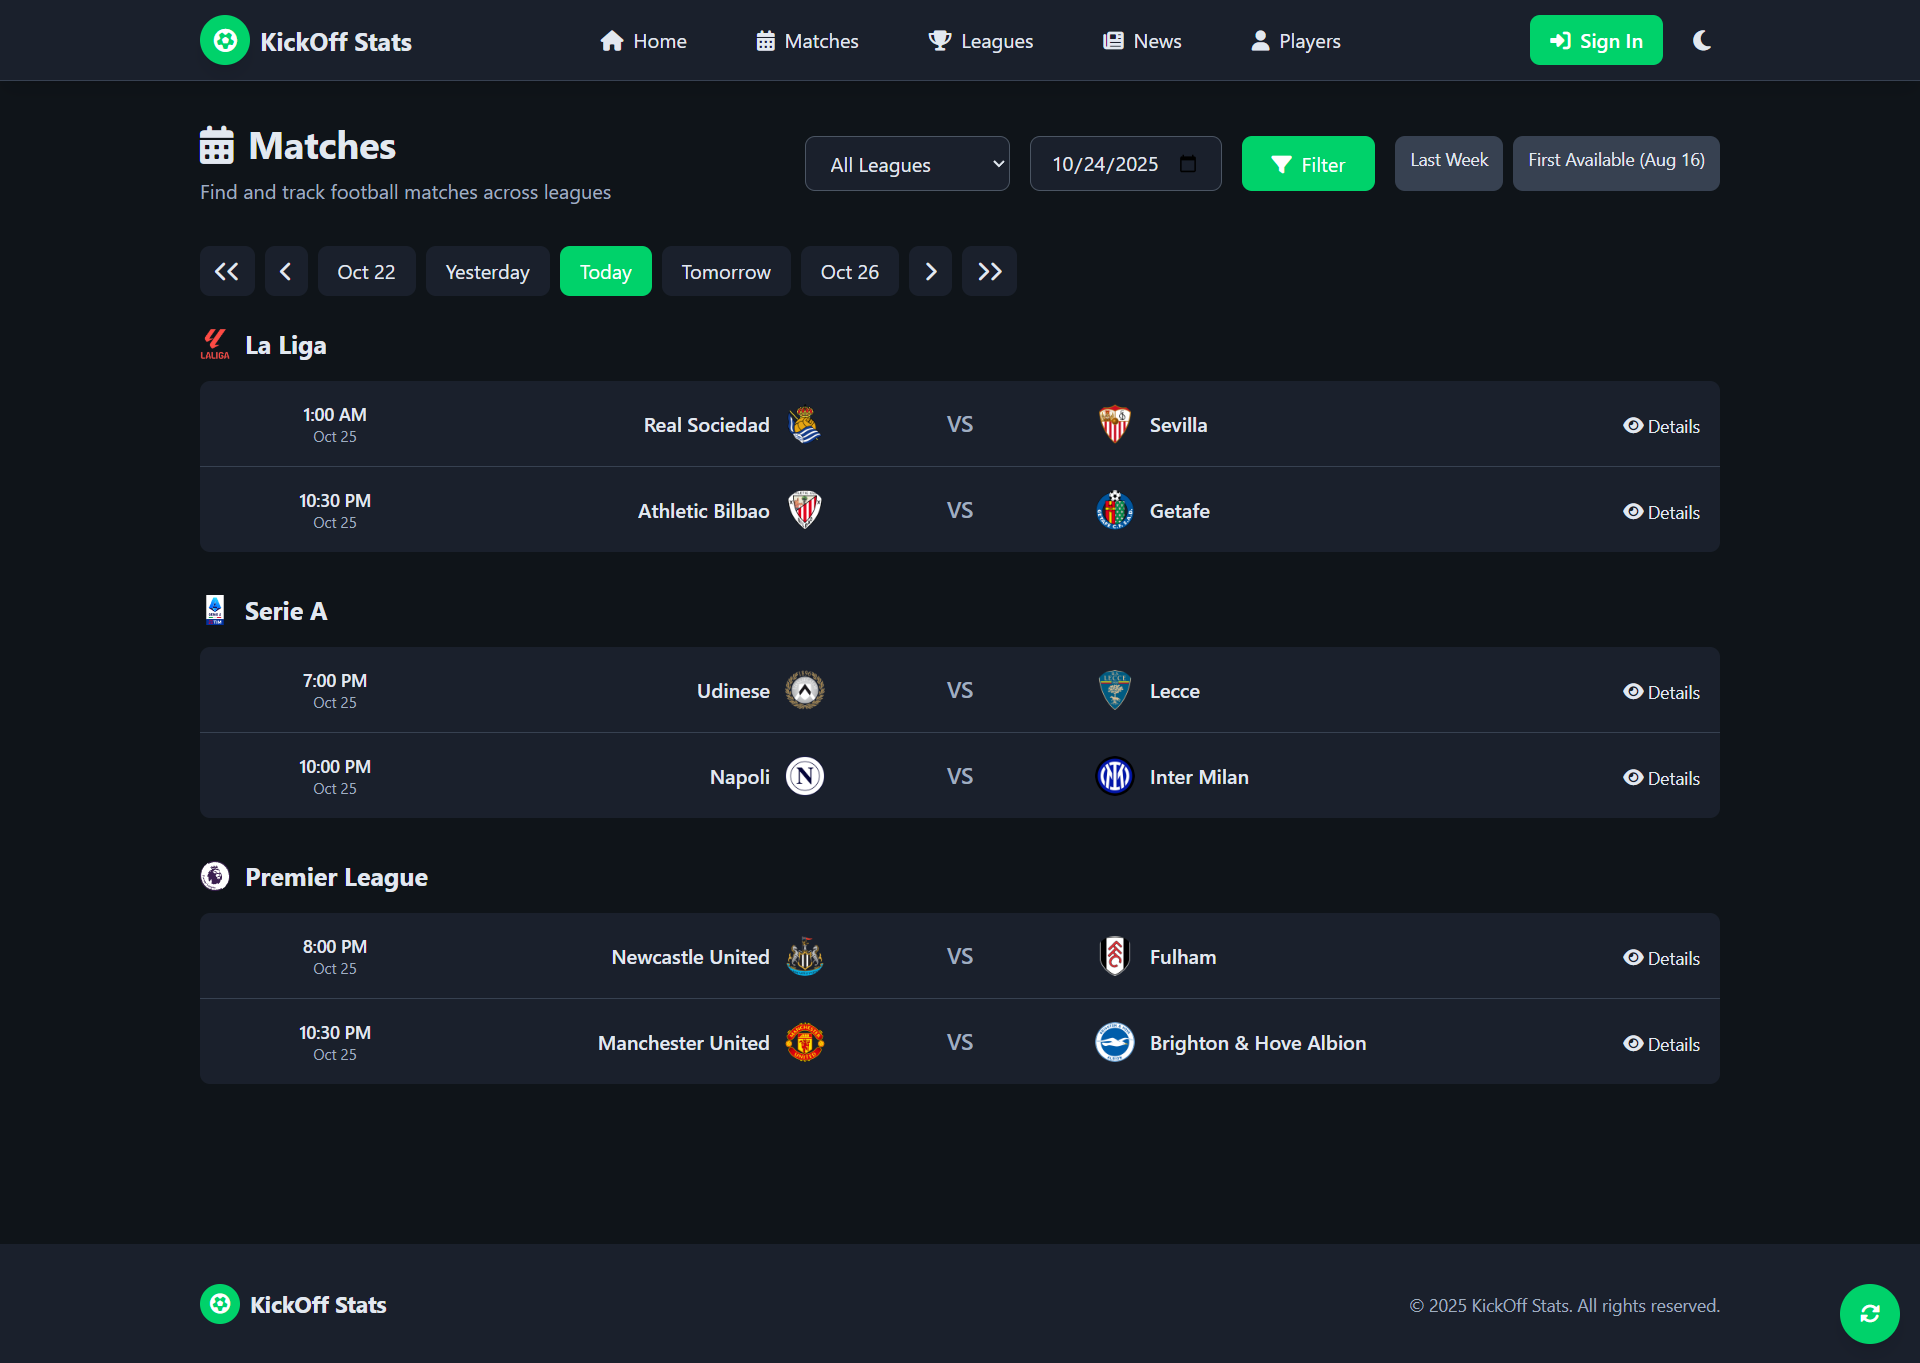 KickOff Stats
Home
Matches
Leagues
News
Players
Sign In
Matches
Find and track football matches across leagues
All Leagues
10/24/2025
Filter
Last Week
First Available (Aug 16)
Oct 22
Yesterday
Today
Tomorrow
Oct 26
LALIGA
La Liga
1:00 AM
Oct 25
Real Sociedad
VS
Sevilla
Details
10:30 PM
Oct 25
Athletic Bilbao
VS
Getafe
Details
Serie A
7:00 PM
Oct 25
Udinese
VS
Lecce
Details
10:00 PM
Oct 25
Napoli
N
VS
Inter Milan
Details
Premier League
8:00 PM
Oct 25
Newcastle United
VS
Fulham
Details
10:30 PM
Oct 25
Manchester United
VS
Brighton & Hove Albion
Details
KickOff Stats
© 2025 KickOff Stats. All rights reserved.